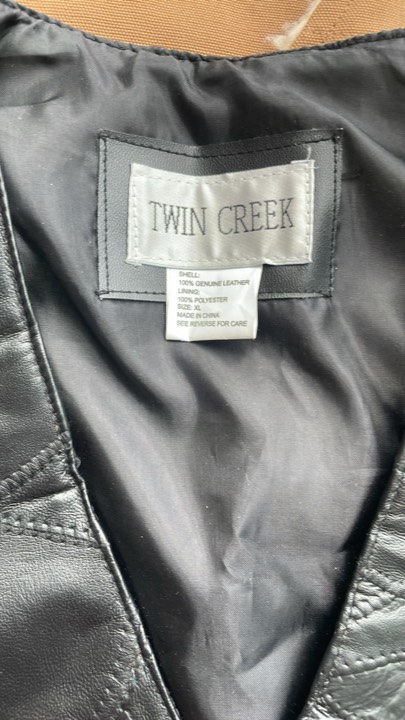 TWIN CREEK
SHELL:
100% GENUINE LEATHER
LINING:
100% POLYESTER
SIZE: XL
MADE IN CHINA
SEE REVERSE FOR CARE